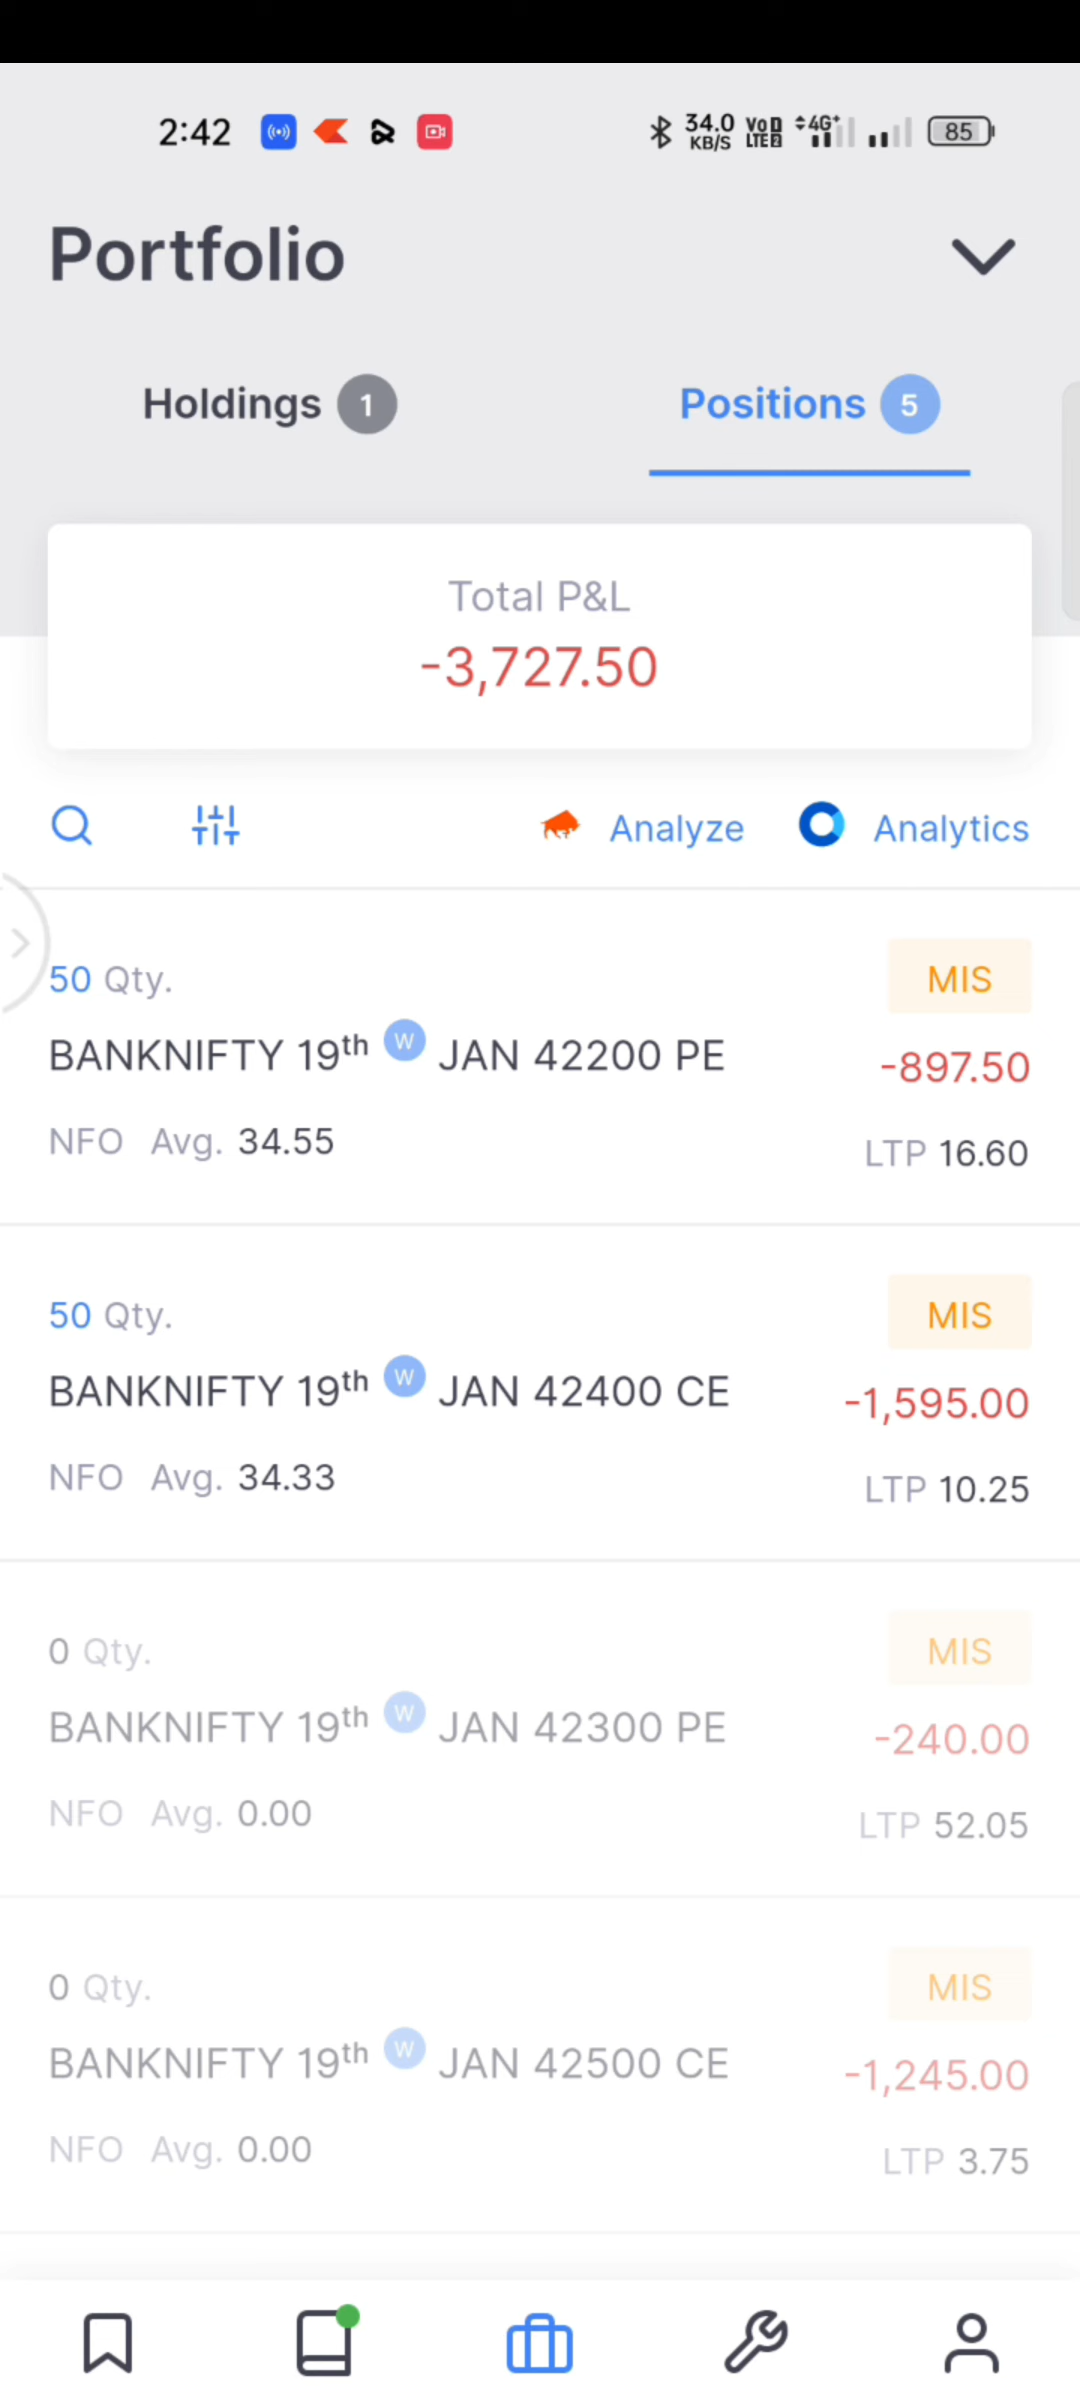 2:42 34.0 KB/S VoD LTE2 4G+ 85
Portfolio
Holdings 1 Positions 5
Total P&L
-3,727.50
Analyze Analytics
50 Qty. MIS
BANKNIFTY 19th W JAN 42200 PE -897.50
NFO Avg. 34.55 LTP 16.60
50 Qty. MIS
BANKNIFTY 19th W JAN 42400 CE -1,595.00
NFO Avg. 34.33 LTP 10.25
0 Qty. MIS
BANKNIFTY 19th W JAN 42300 PE -240.00
NFO Avg. 0.00 LTP 52.05
0 Qty. MIS
BANKNIFTY 19th W JAN 42500 CE -1,245.00
NFO Avg. 0.00 LTP 3.75